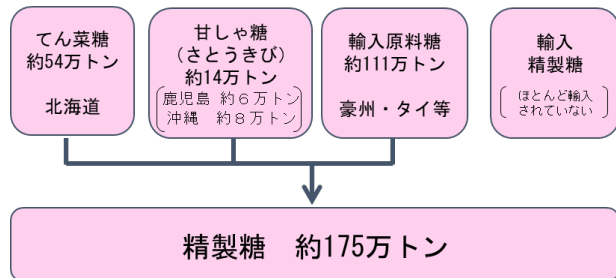 てん菜糖
約54万トン
北海道
甘しゃ糖
（さとうきび）
約14万トン
鹿児島 約６万トン
沖縄 約８万トン
輸入原料糖
約111万トン
豪州・タイ等
輸入
精製糖
ほとんど輸入
されていない
精製糖 約175万トン